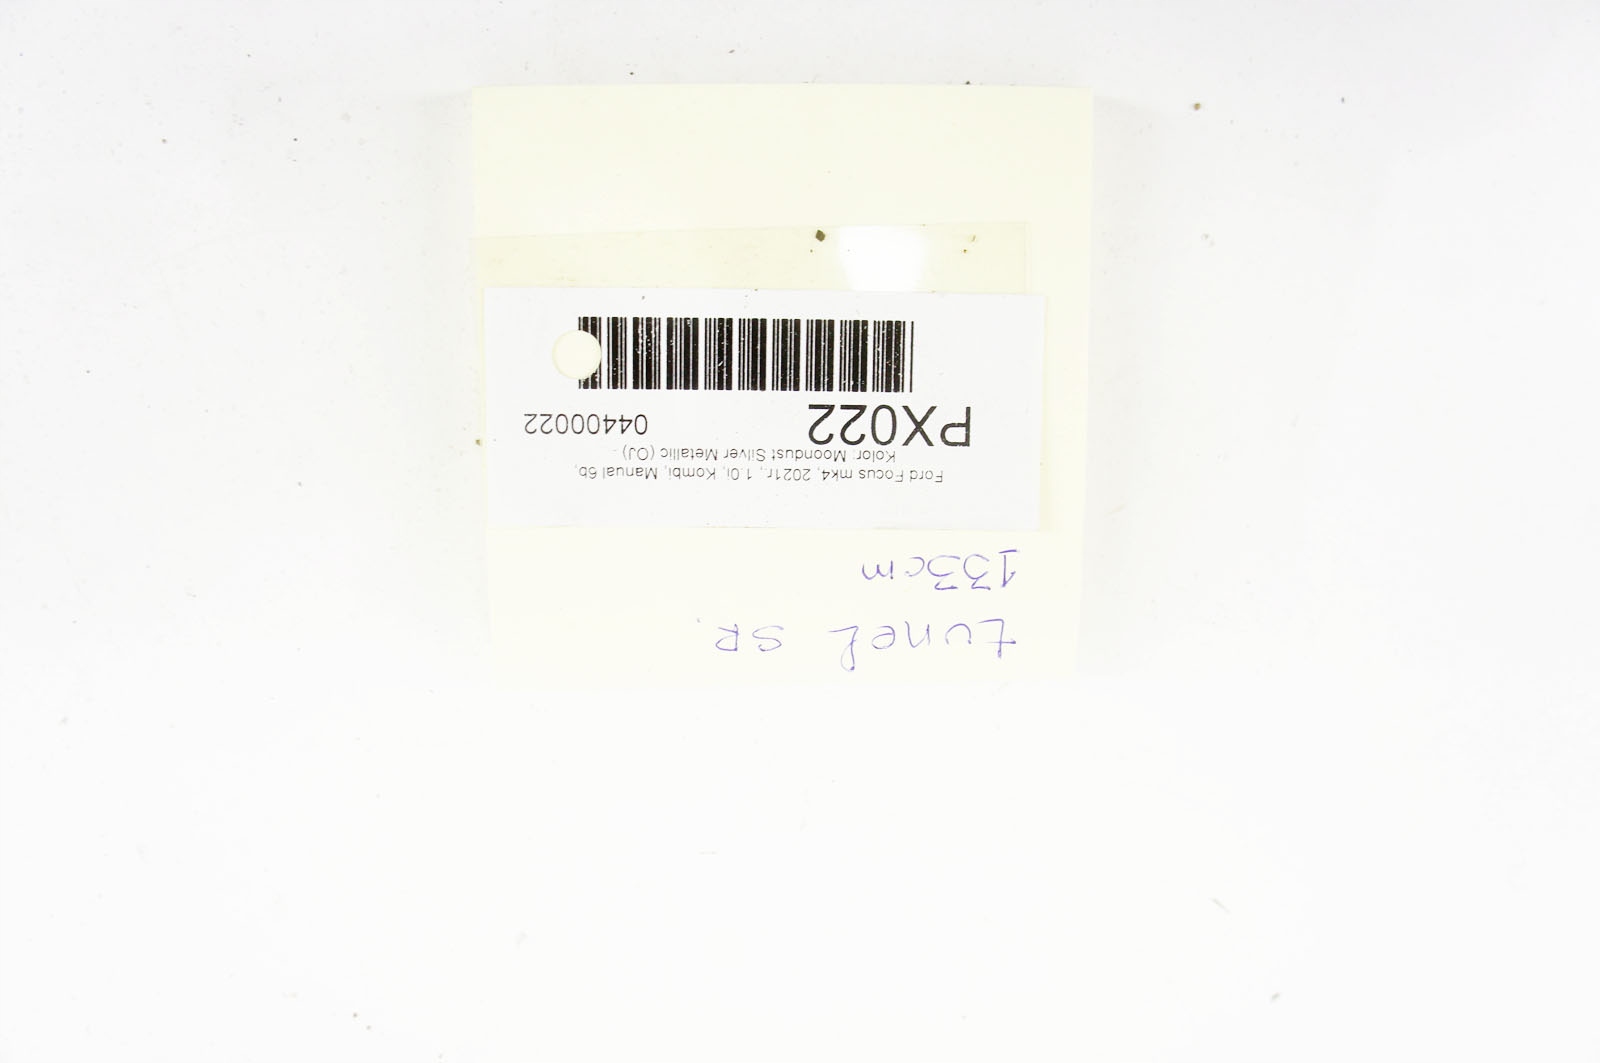 tunel SR.
133cm
Ford Focus mk4, 2021r., 1.0i, Kombi, Manual 6b,
Kolor: Moondust Silver Metallic (OJ) .
PX022 04400022